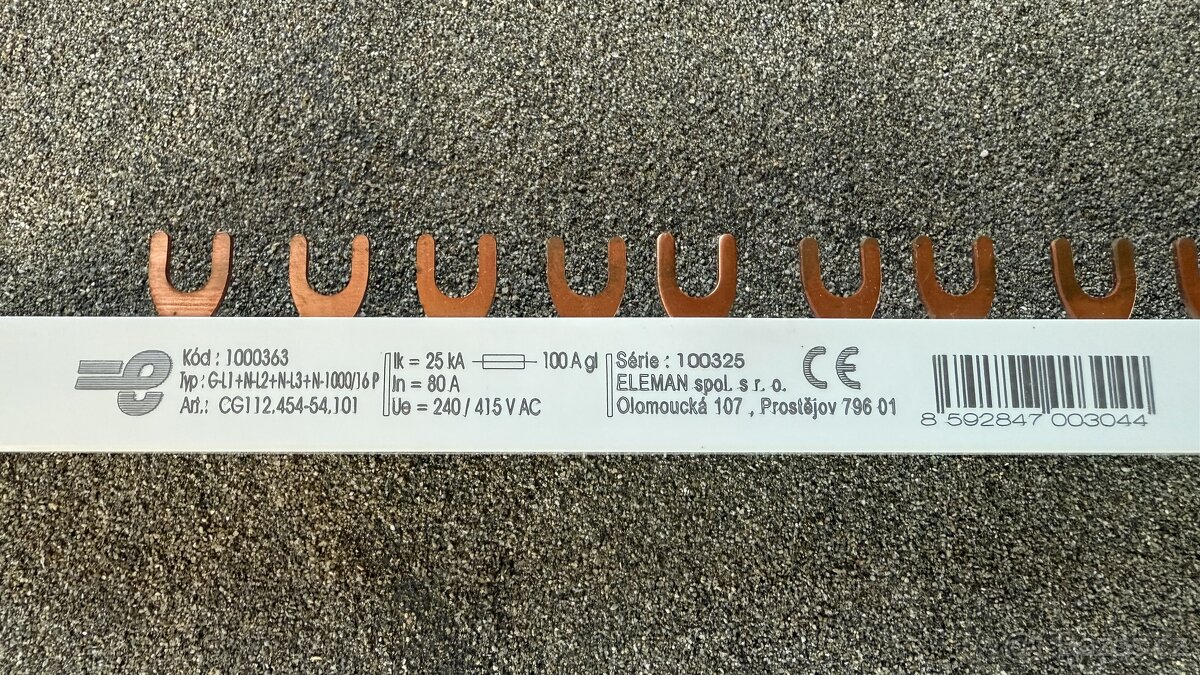 Kód : 1000363
Typ : G-L1+N-L2+N-L3+N-1000/16 P
Art.: CG112.454-54.101
Ik = 25 kA 100 A gl
In = 80 A
Ue = 240 / 415 V AC
Série : 100325
ELEMAN spol. s r. o.
Olomoucká 107 , Prostějov 796 01
CE
8 592847 003044